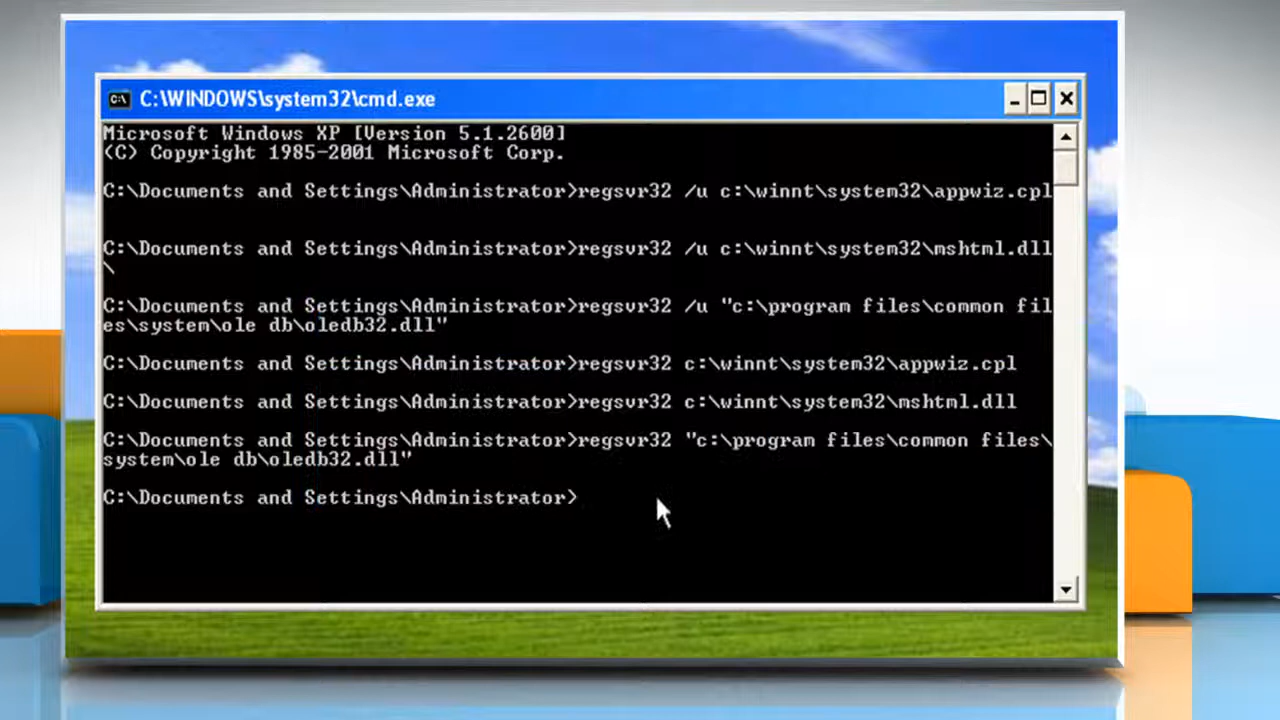 C:\WINDOWS\system32\cmd.exe
Microsoft Windows XP [Version 5.1.2600]
(C) Copyright 1985-2001 Microsoft Corp.
C:\Documents and Settings\Administrator>regsvr32 /u c:\winnt\system32\appwiz.cpl
C:\Documents and Settings\Administrator>regsvr32 /u c:\winnt\system32\mshtml.dll
\
C:\Documents and Settings\Administrator>regsvr32 /u "c:\program files\common fil
es\system\ole db\oledb32.dll"
C:\Documents and Settings\Administrator>regsvr32 c:\winnt\system32\appwiz.cpl
C:\Documents and Settings\Administrator>regsvr32 c:\winnt\system32\mshtml.dll
C:\Documents and Settings\Administrator>regsvr32 "c:\program files\common files\
system\ole db\oledb32.dll"
C:\Documents and Settings\Administrator>